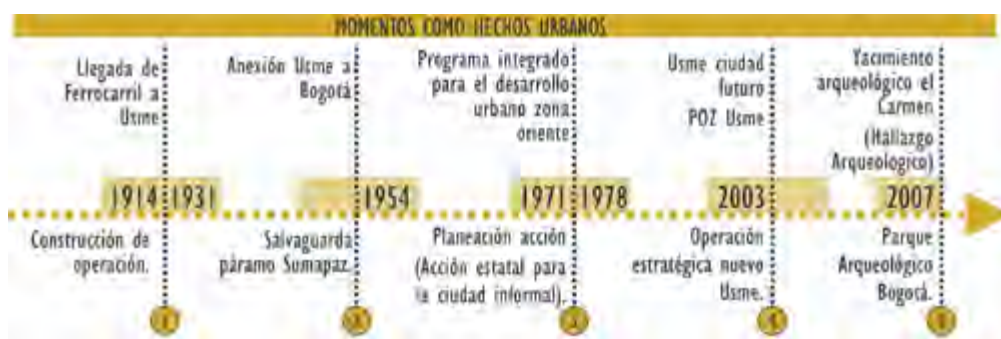 MOMENTOS COMO HECHOS URBANOS
Llegada de
Ferrocarril a
Usme
Anexión Usme a
Bogotá
Programa integrado
para el desarrollo
urbano zona
oriente
Usme ciudad
futuro
POZ Usme
Yacimiento
arqueológico el
Carmen
(Hallazgo
Arqueologico)
1914 1931
1954
1971 1978
2003
2007
Construcción de
operación.
Salvaguarda
páramo Sumapaz.
Planeación acción
(Acción estatal para
la ciudad informal).
Operación
estratégica nuevo
Usme.
Parque
Arqueológico
Bogotá.